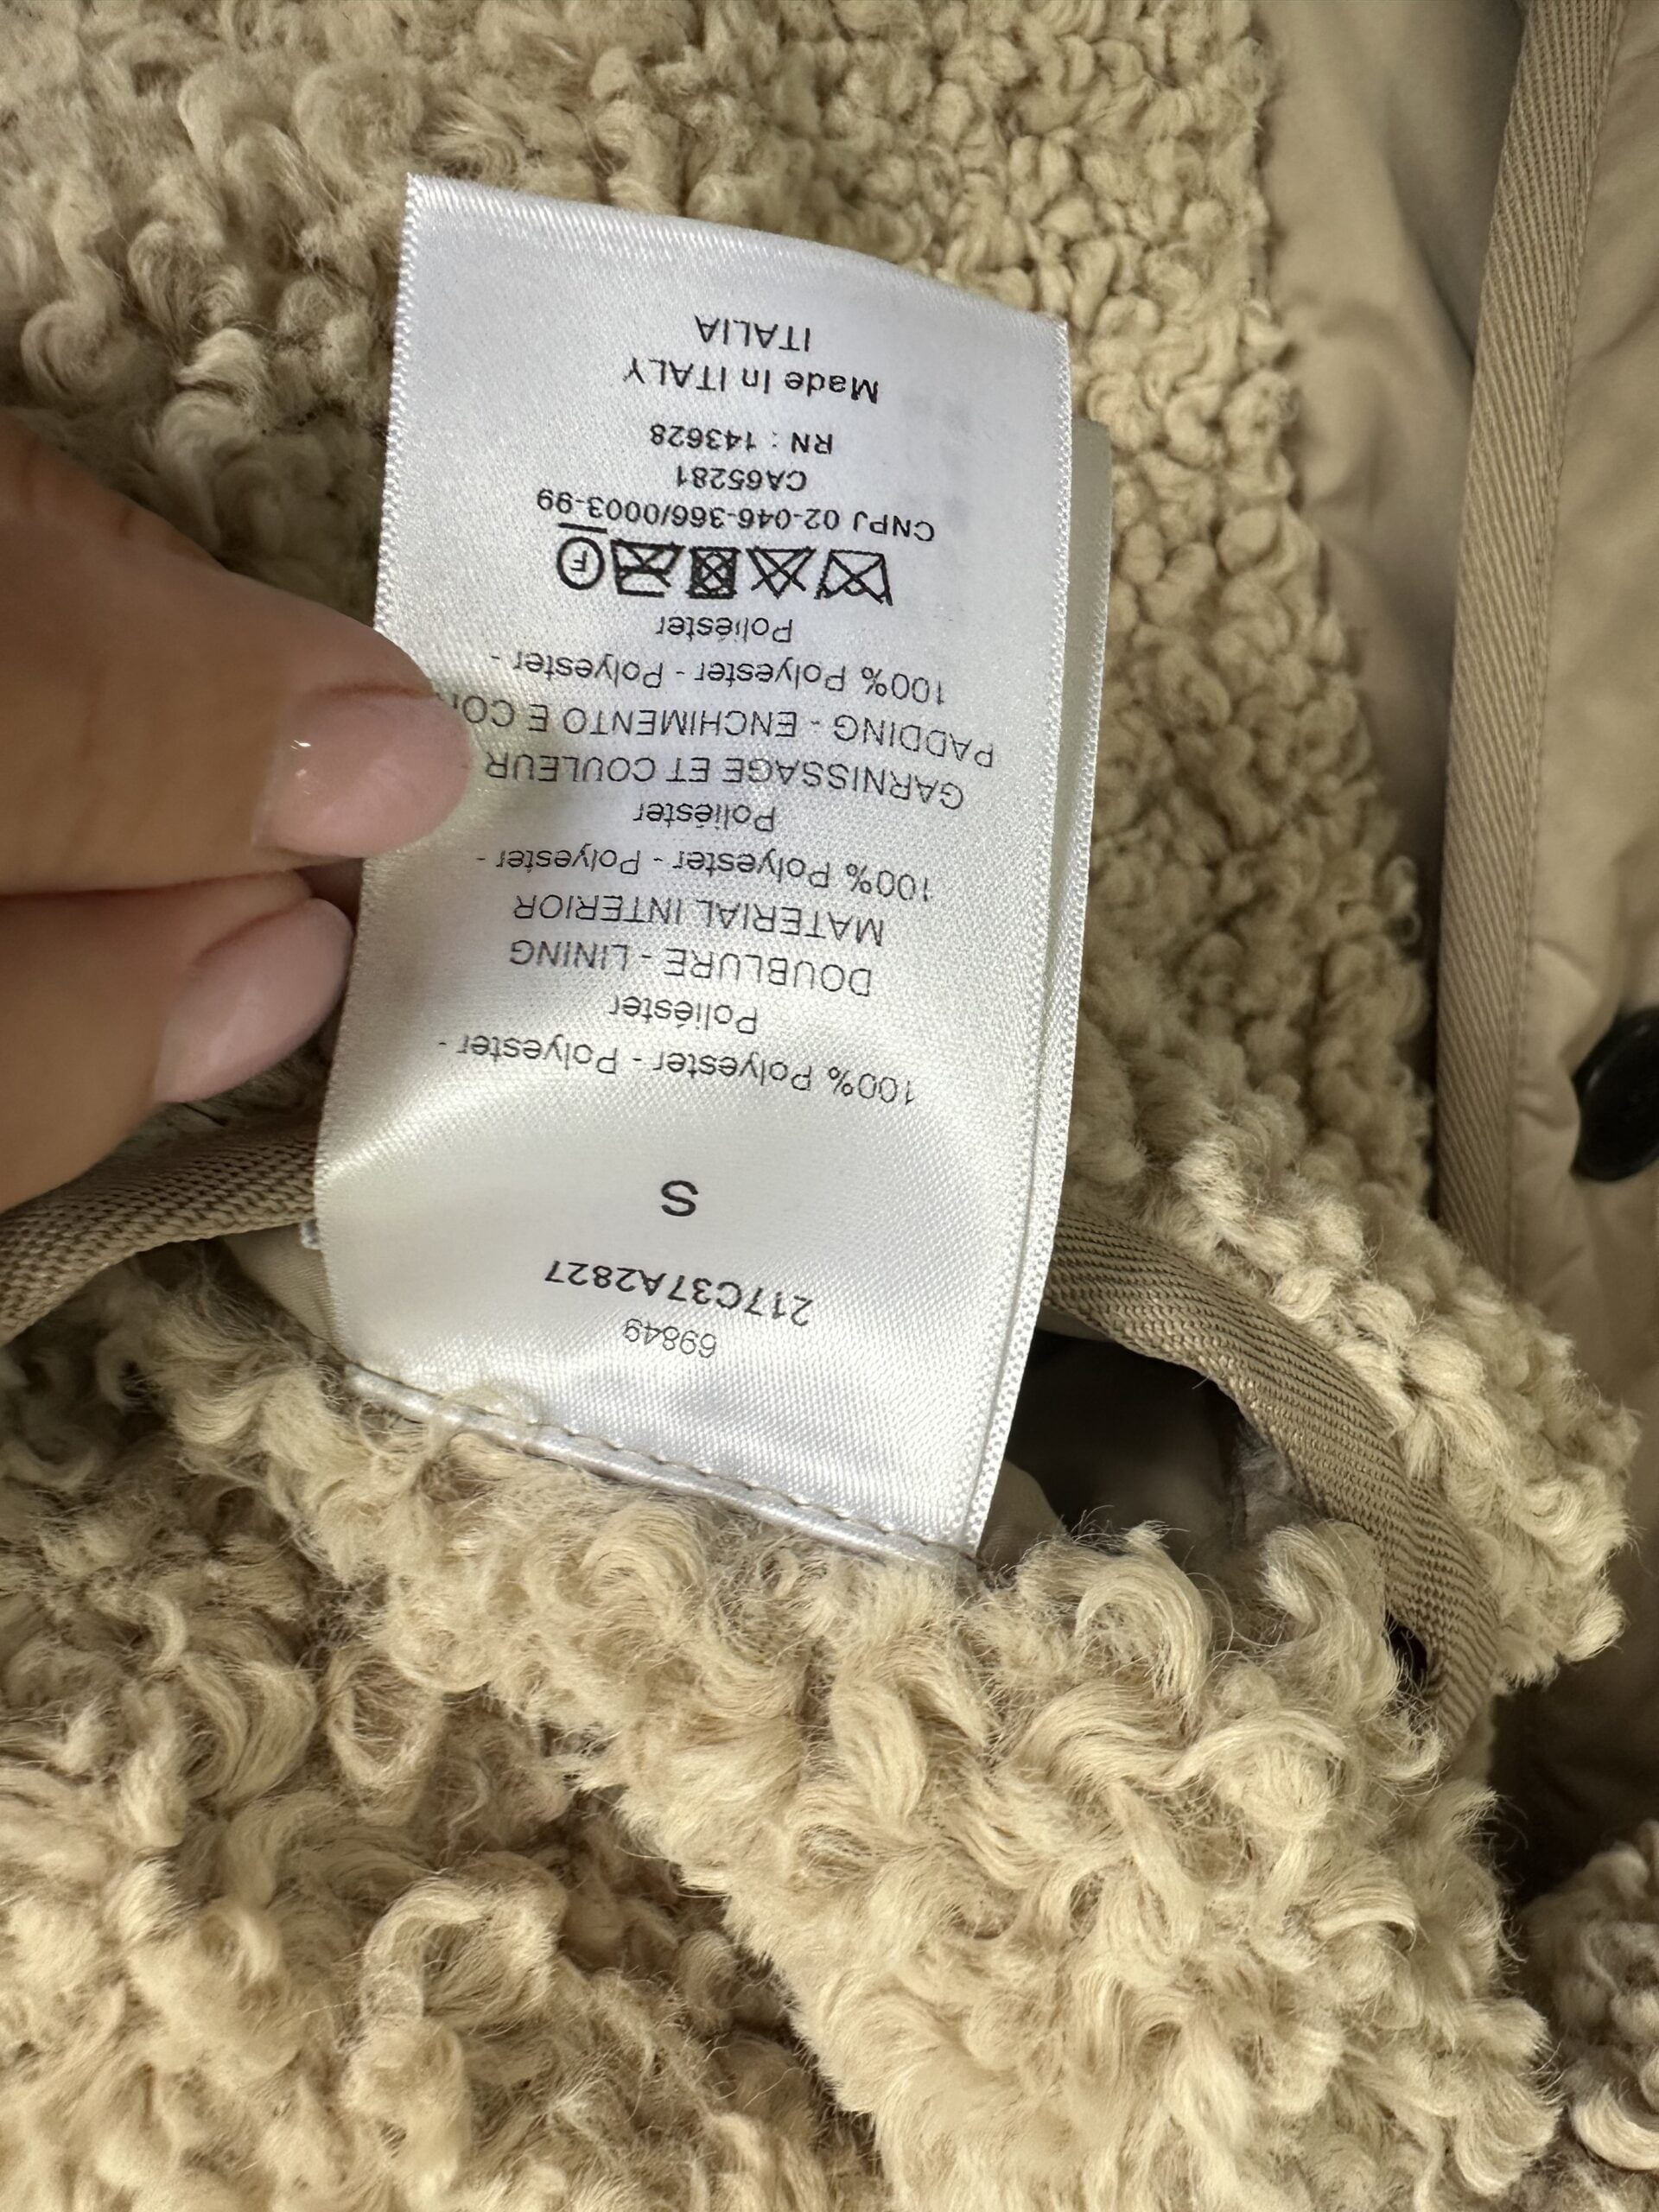 69849
217C37A2827
S
100% Polyester - Polyester -
Poliéster
DOUBLURE - LINING
MATERIAL INTERIOR
100% Polyester - Polyester -
Poliéster
GARNISSAGE ET COULEUR
PADDING - ENCHIMENTO E
100% Polyester - Polyester -
Poliéster
F
CNPJ 02-046-366/0003-99
CA65281
RN : 143628
Made In ITALY
ITALIA